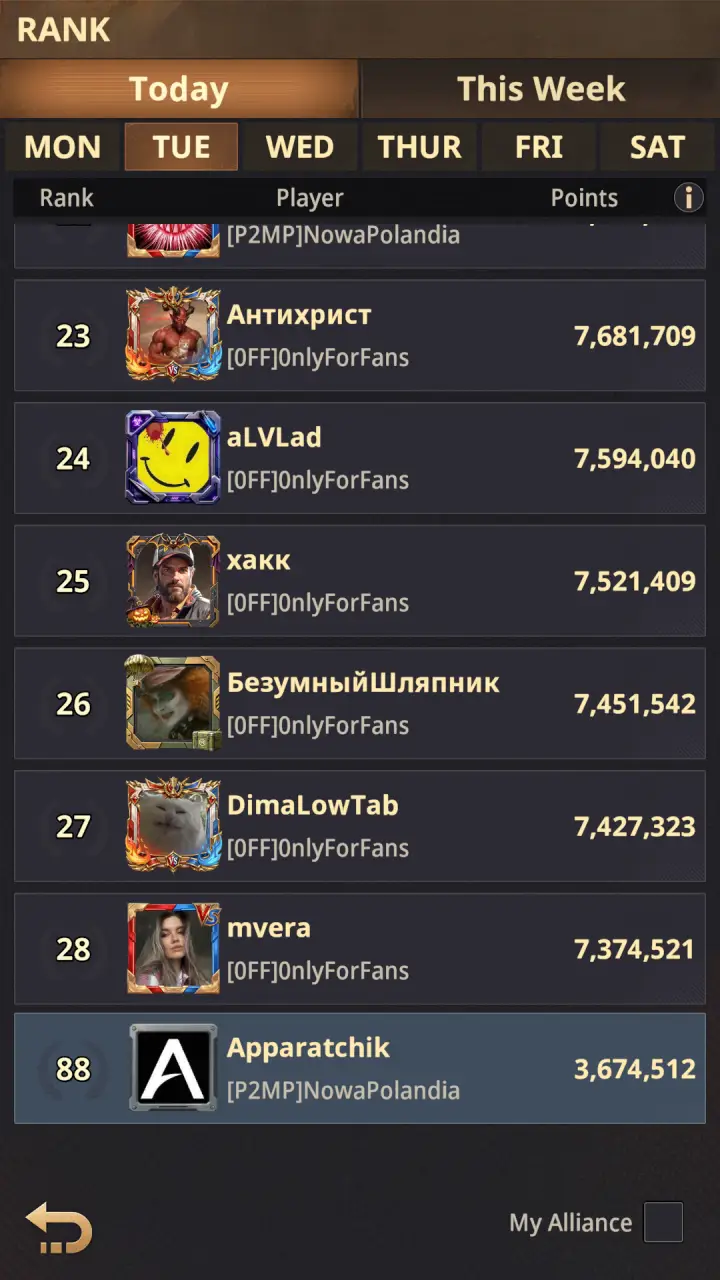 RANK
Today
This Week
MON
TUE
WED
THUR
FRI
SAT
Rank
Player
Points
[P2MP]NowaPolandia
23
Антихрист
[0FF]0nlyForFans
7,681,709
24
aLVLad
[0FF]0nlyForFans
7,594,040
25
хакк
[0FF]0nlyForFans
7,521,409
26
БезумныйШляпник
[0FF]0nlyForFans
7,451,542
27
DimaLowTab
[0FF]0nlyForFans
7,427,323
28
mvera
[0FF]0nlyForFans
7,374,521
88
Apparatchik
[P2MP]NowaPolandia
3,674,512
My Alliance